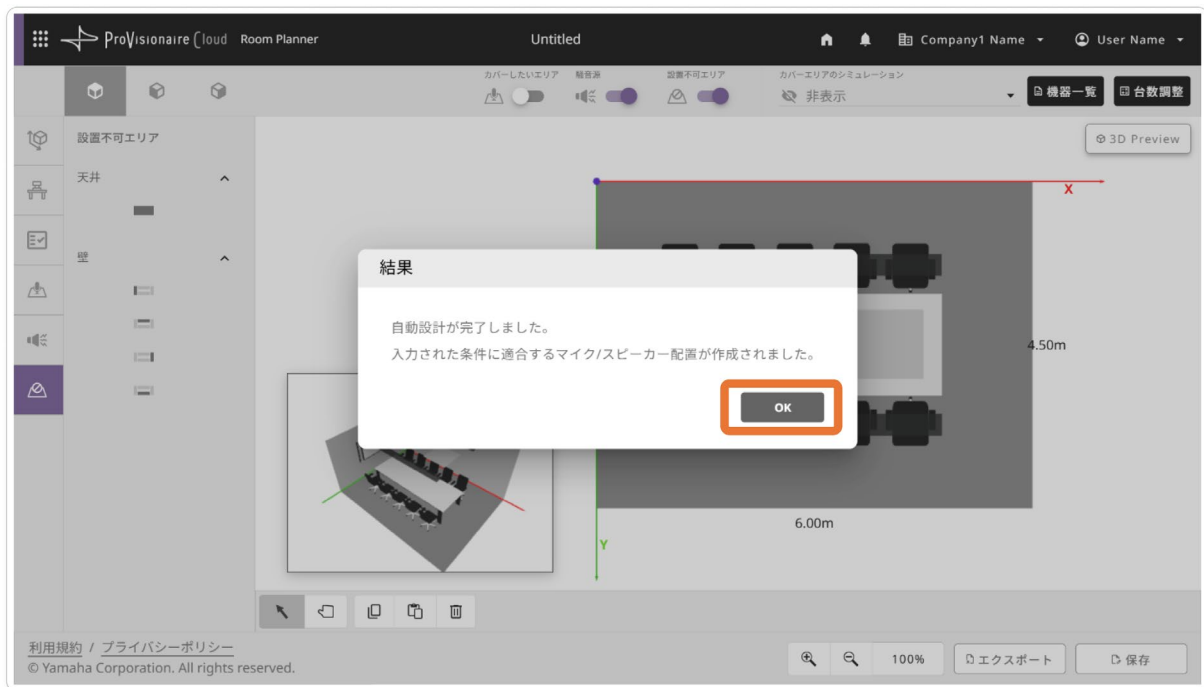 ProVisionaire Cloud Room Planner
Untitled
Company1 Name
User Name
カバーしたいエリア
騒音源
設置不可エリア
カバーエリアのシミュレーション
非表示
機器一覧
台数調整
設置不可エリア
3D Preview
天井
壁
X
結果
自動設計が完了しました。
入力された条件に適合するマイク/スピーカー配置が作成されました。
OK
4.50m
6.00m
Y
利用規約 / プライバシーポリシー
© Yamaha Corporation. All rights reserved.
100%
エクスポート
保存